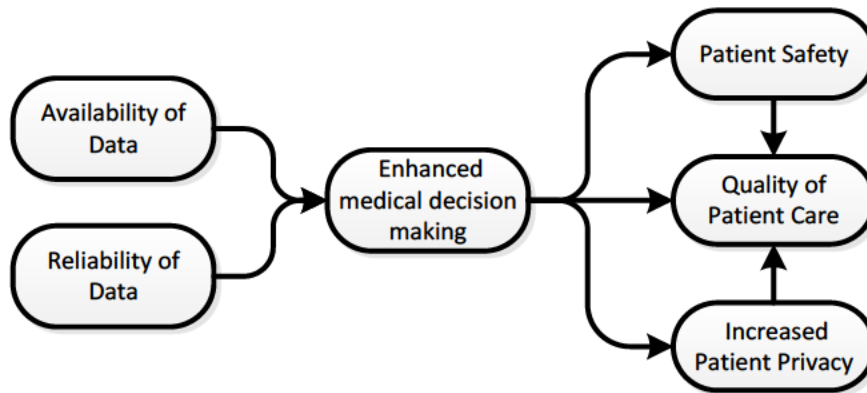 Availability of
Data
Reliability of
Data
Enhanced
medical decision
making
Patient Safety
Quality of
Patient Care
Increased
Patient Privacy